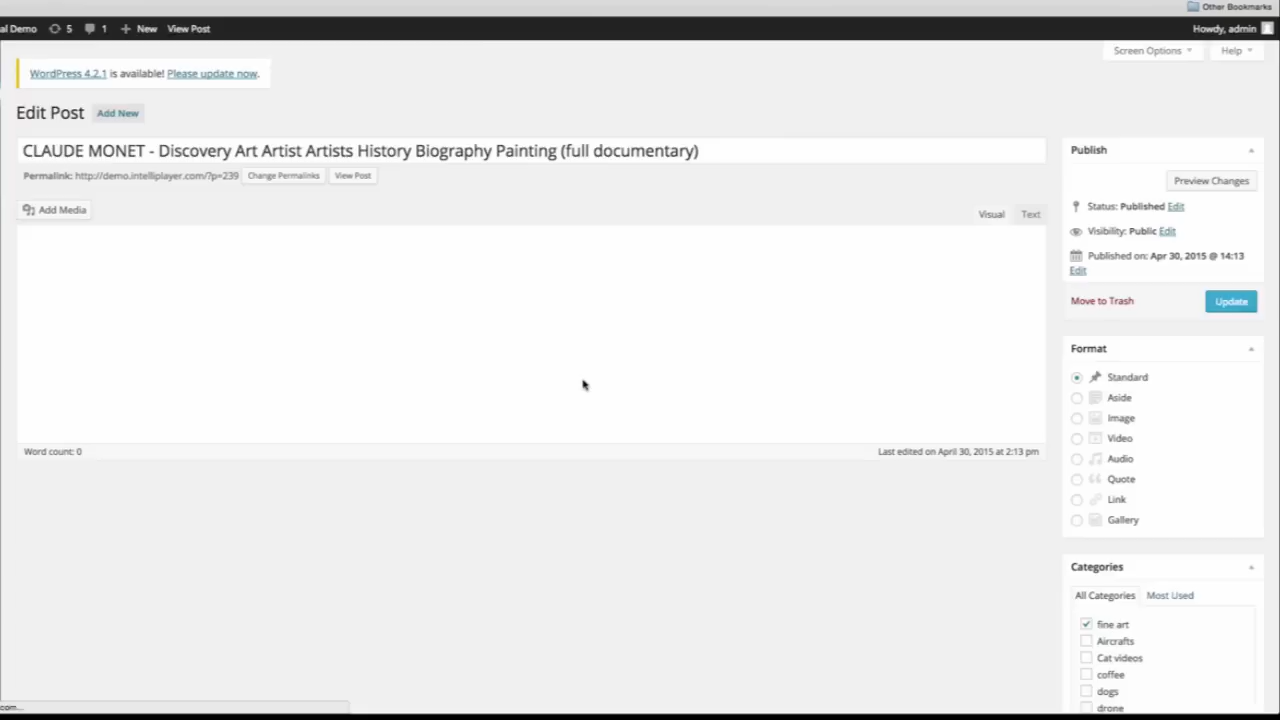 Other Bookmarks
al Demo 5 1 New View Post Howdy, admin
Screen Options Help
WordPress 4.2.1 is available! Please update now.
Edit Post Add New
CLAUDE MONET - Discovery Art Artist Artists History Biography Painting (full documentary)
Permalink: http://demo.intelliplayer.com/?p=239 Change Permalinks View Post
Add Media
Visual Text
Word count: 0
Last edited on April 30, 2015 at 2:13 pm
Publish
Preview Changes
Status: Published Edit
Visibility: Public Edit
Published on: Apr 30, 2015 @ 14:13
Edit
Move to Trash Update
Format
Standard
Aside
Image
Video
Audio
Quote
Link
Gallery
Categories
All Categories Most Used
fine art
Aircrafts
Cat videos
coffee
dogs
drone
com...